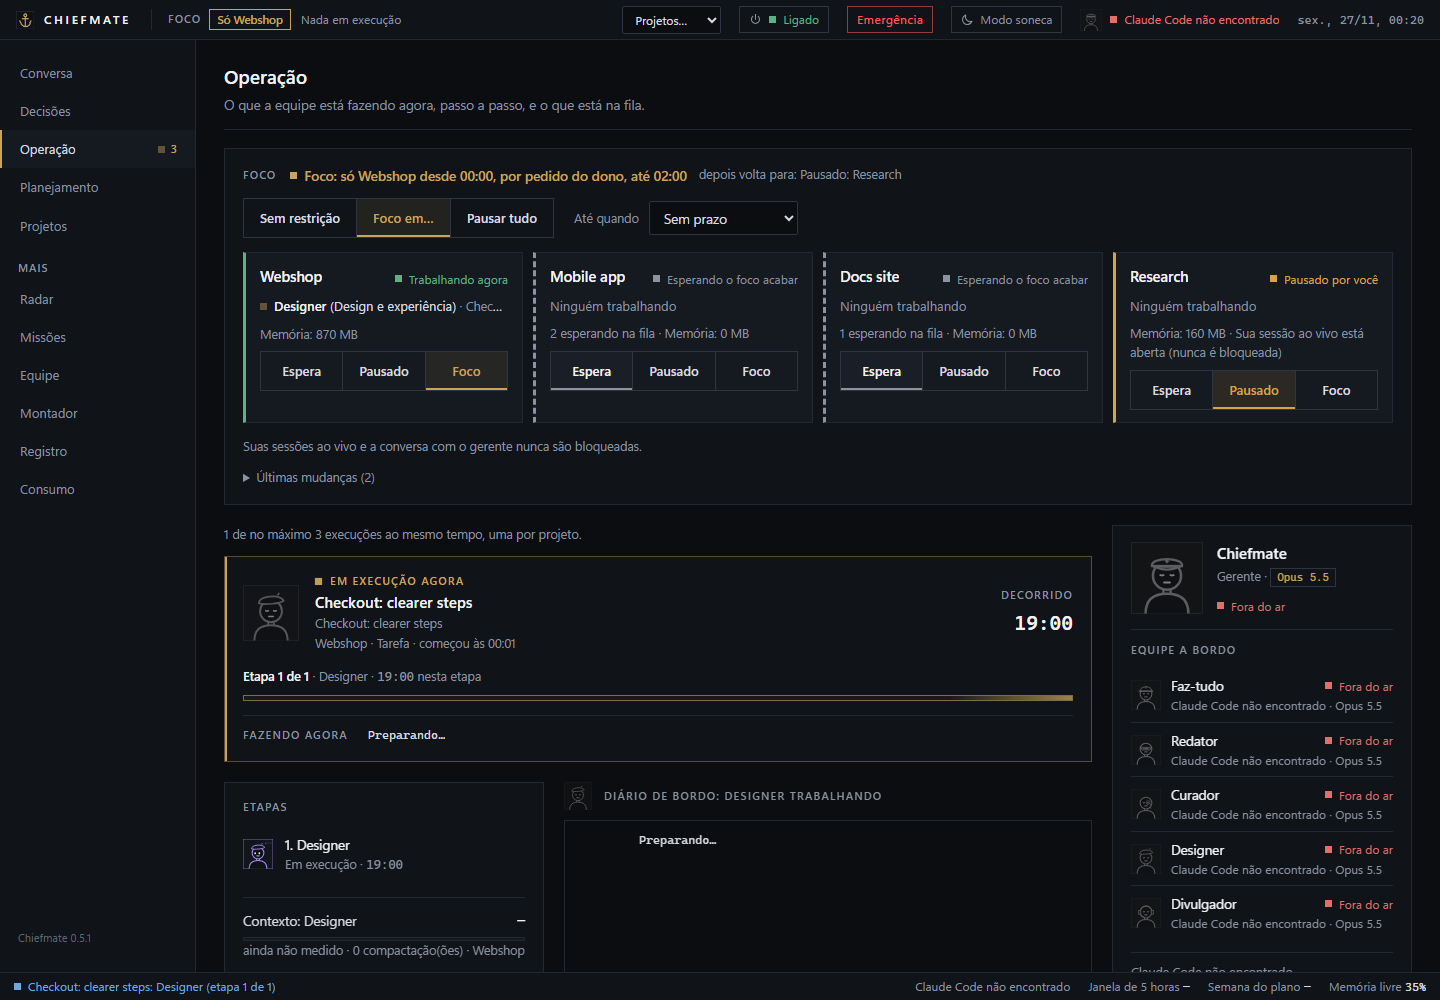 CHIEFMATE
FOCO Só Webshop Nada em execução
Projetos...
Ligado
Emergência
Modo soneca
Claude Code não encontrado
sex., 27/11, 00:20
Conversa
Decisões
Operação 3
Planejamento
Projetos
MAIS
Radar
Missões
Equipe
Montador
Registro
Consumo
Chiefmate 0.5.1
Operação
O que a equipe está fazendo agora, passo a passo, e o que está na fila.
FOCO Foco: só Webshop desde 00:00, por pedido do dono, até 02:00 depois volta para: Pausado: Research
Sem restrição Foco em... Pausar tudo Até quando Sem prazo
Webshop Trabalhando agora
Designer (Design e experiência) · Chec...
Memória: 870 MB
Espera Pausado Foco
Mobile app Esperando o foco acabar
Ninguém trabalhando
2 esperando na fila · Memória: 0 MB
Espera Pausado Foco
Docs site Esperando o foco acabar
Ninguém trabalhando
1 esperando na fila · Memória: 0 MB
Espera Pausado Foco
Research Pausado por você
Ninguém trabalhando
Memória: 160 MB · Sua sessão ao vivo está
aberta (nunca é bloqueada)
Espera Pausado Foco
Suas sessões ao vivo e a conversa com o gerente nunca são bloqueadas.
Últimas mudanças (2)
1 de no máximo 3 execuções ao mesmo tempo, uma por projeto.
EM EXECUÇÃO AGORA
Checkout: clearer steps
Checkout: clearer steps
Webshop · Tarefa · começou às 00:01
DECORRIDO
19:00
Etapa 1 de 1 · Designer · 19:00 nesta etapa
FAZENDO AGORA Preparando…
ETAPAS
1. Designer
Em execução · 19:00
Contexto: Designer –
ainda não medido · 0 compactação(ões) · Webshop
DIÁRIO DE BORDO: DESIGNER TRABALHANDO
Preparando…
Chiefmate
Gerente · Opus 5.5
Fora do ar
EQUIPE A BORDO
Faz-tudo Fora do ar
Claude Code não encontrado · Opus 5.5
Redator Fora do ar
Claude Code não encontrado · Opus 5.5
Curador Fora do ar
Claude Code não encontrado · Opus 5.5
Designer Fora do ar
Claude Code não encontrado · Opus 5.5
Divulgador Fora do ar
Claude Code não encontrado · Opus 5.5
Claude Code não encontrado
Checkout: clearer steps: Designer (etapa 1 de 1)
Claude Code não encontrado Janela de 5 horas – Semana do plano – Memória livre 35%